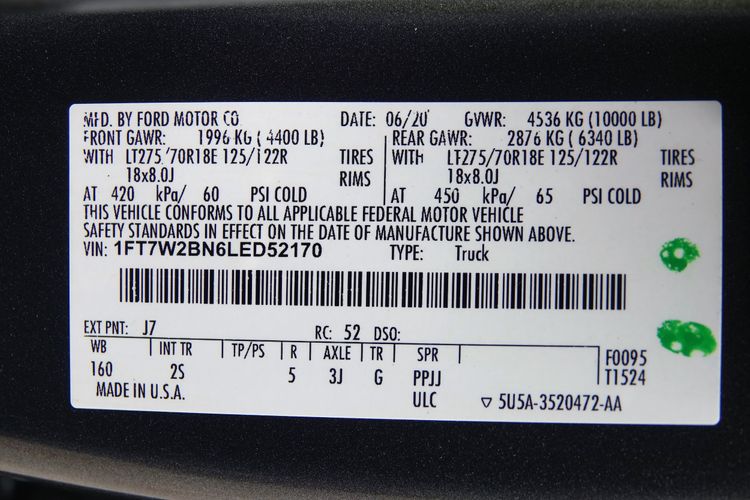 MFD. BY FORD MOTOR CO DATE: 06/20 GVWR: 4536 KG (10000 LB)
FRONT GAWR: 1996 KG ( 4400 LB) REAR GAWR: 2876 KG ( 6340 LB)
WITH LT275/70R18E 125/122R TIRES WITH LT275/70R18E 125/122R TIRES
18x8.0J RIMS 18x8.0J RIMS
AT 420 kPa/ 60 PSI COLD AT 450 kPa/ 65 PSI COLD
THIS VEHICLE CONFORMS TO ALL APPLICABLE FEDERAL MOTOR VEHICLE
SAFETY STANDARDS IN EFFECT ON THE DATE OF MANUFACTURE SHOWN ABOVE.
VIN: 1FT7W2BN6LED52170 TYPE: Truck
EXT PNT: J7 RC: 52 DSO:
WB INT TR TP/PS R AXLE TR SPR F0095
160 2S 5 3J G PPJJ T1524
MADE IN U.S.A. ULC ▽ 5U5A-3520472-AA